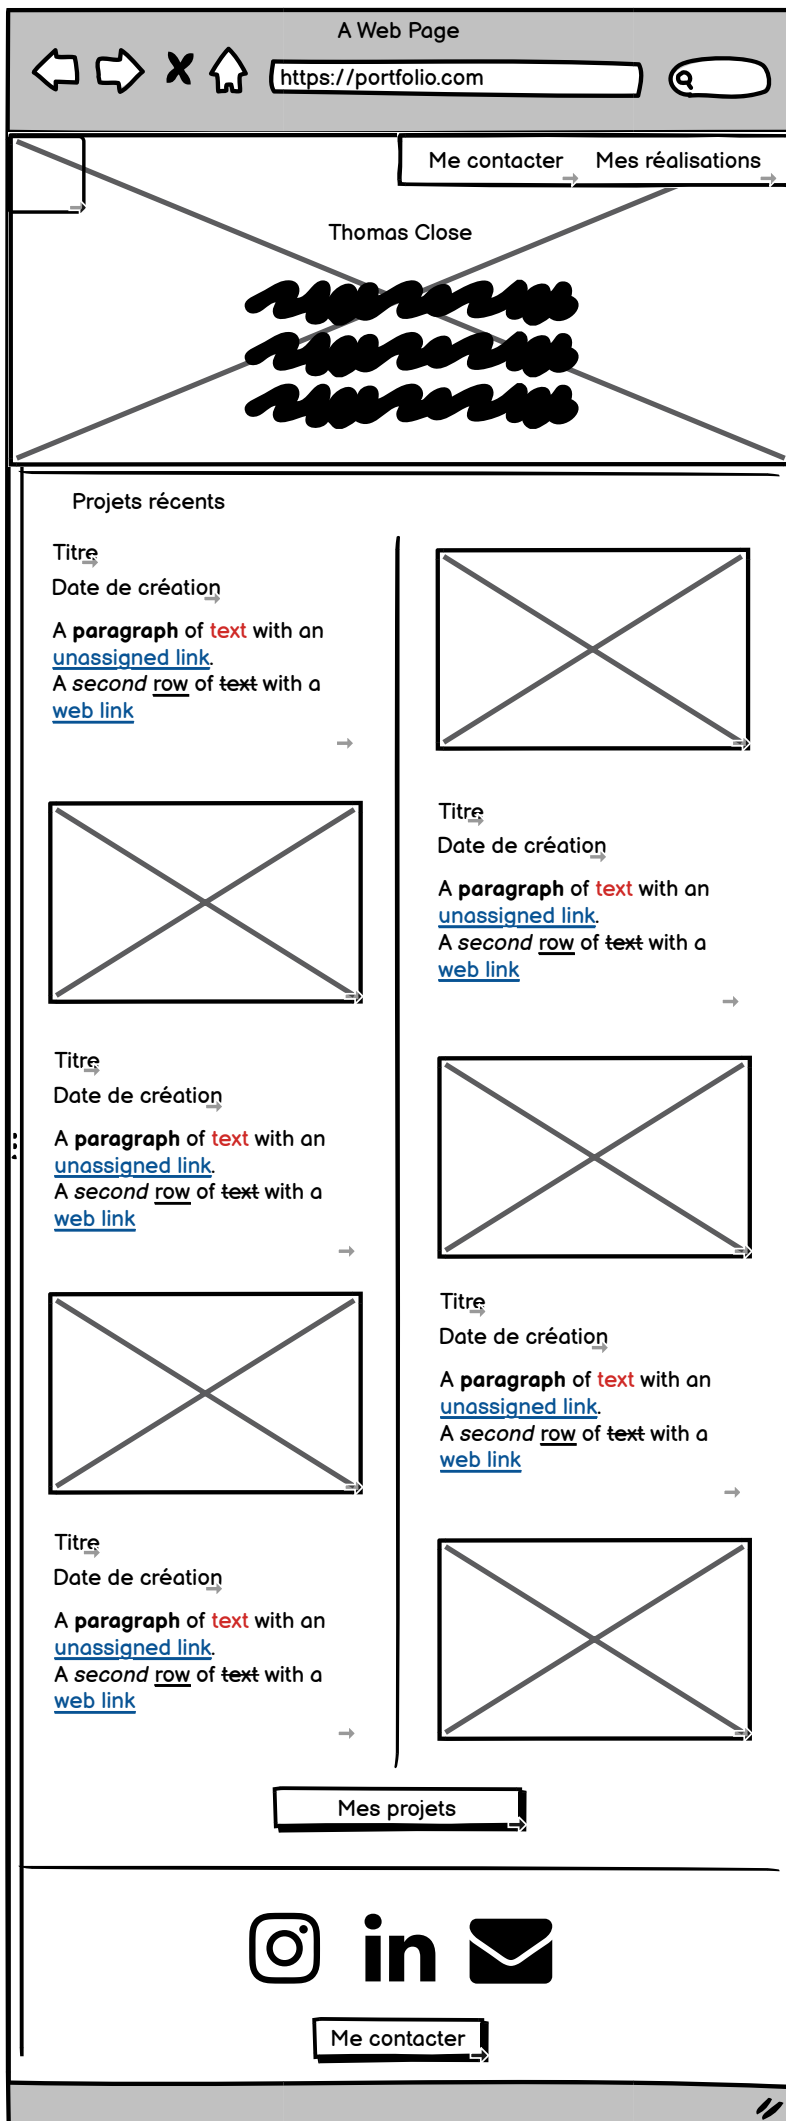 A Web Page
https://portfolio.com
Me contacter
Mes réalisations
Thomas Close
Projets récents
Titre
Date de création
A paragraph of text with an
unassigned link.
A second row of text with a
web link
Titre
Date de création
A paragraph of text with an
unassigned link.
A second row of text with a
web link
Titre
Date de création
A paragraph of text with an
unassigned link.
A second row of text with a
web link
Titre
Date de création
A paragraph of text with an
unassigned link.
A second row of text with a
web link
Titre
Date de création
A paragraph of text with an
unassigned link.
A second row of text with a
web link
Mes projets
in
Me contacter